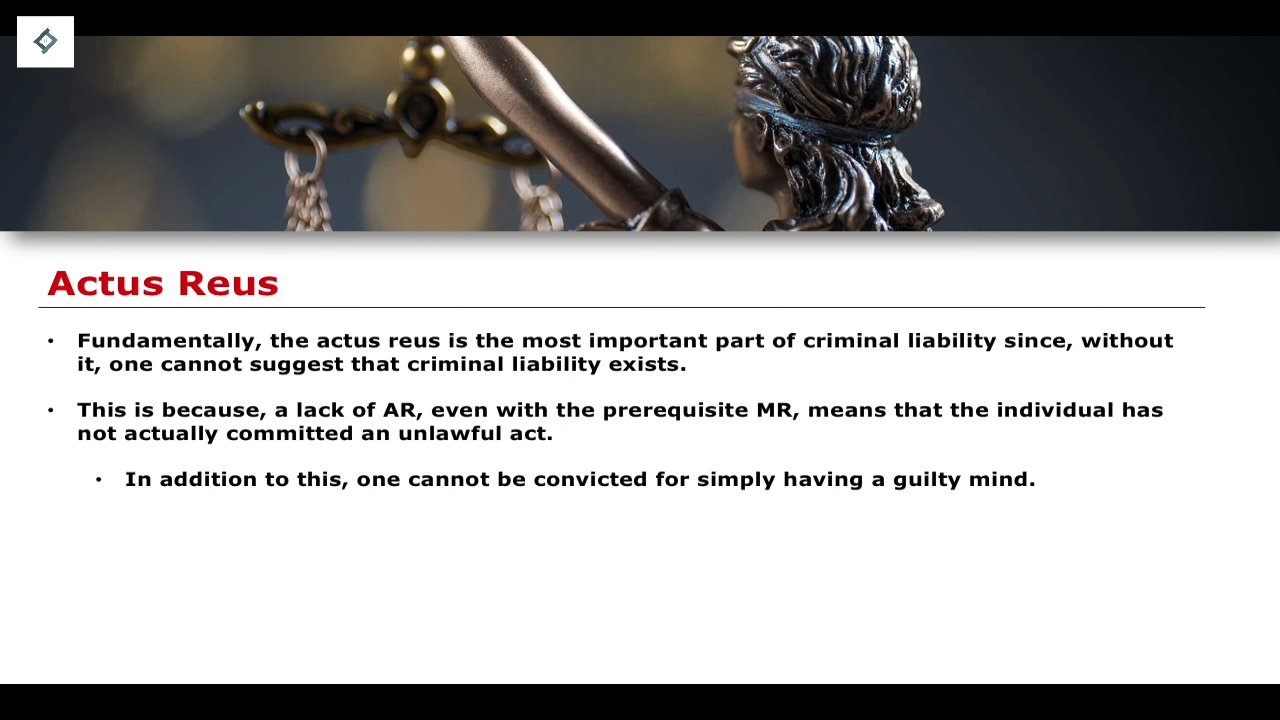 Actus Reus
• Fundamentally, the actus reus is the most important part of criminal liability since, without
it, one cannot suggest that criminal liability exists.
• This is because, a lack of AR, even with the prerequisite MR, means that the individual has
not actually committed an unlawful act.
• In addition to this, one cannot be convicted for simply having a guilty mind.